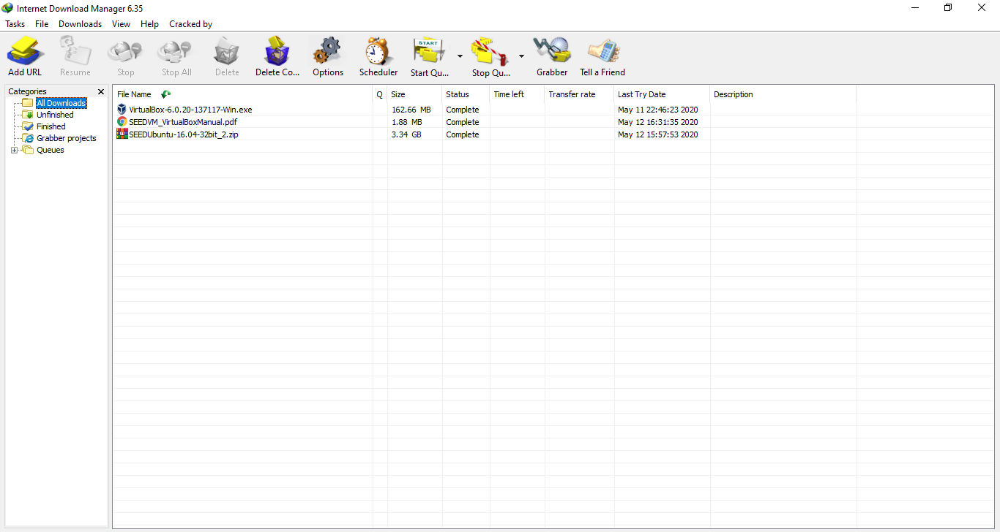 Internet Download Manager 6.35
Tasks File Downloads View Help Cracked by
Add URL Resume Stop Stop All Delete Delete Co... Options Scheduler START Start Qu... Stop Qu... Grabber Tell a Friend
Categories
All Downloads
Unfinished
Finished
Grabber projects
Queues
File Name Q Size Status Time left Transfer rate Last Try Date Description
VirtualBox-6.0.20-137117-Win.exe 162.66 MB Complete May 11 22:46:23 2020
SEEDVM_VirtualBoxManual.pdf 1.88 MB Complete May 12 16:31:35 2020
SEEDUbuntu-16.04-32bit_2.zip 3.34 GB Complete May 12 15:57:53 2020